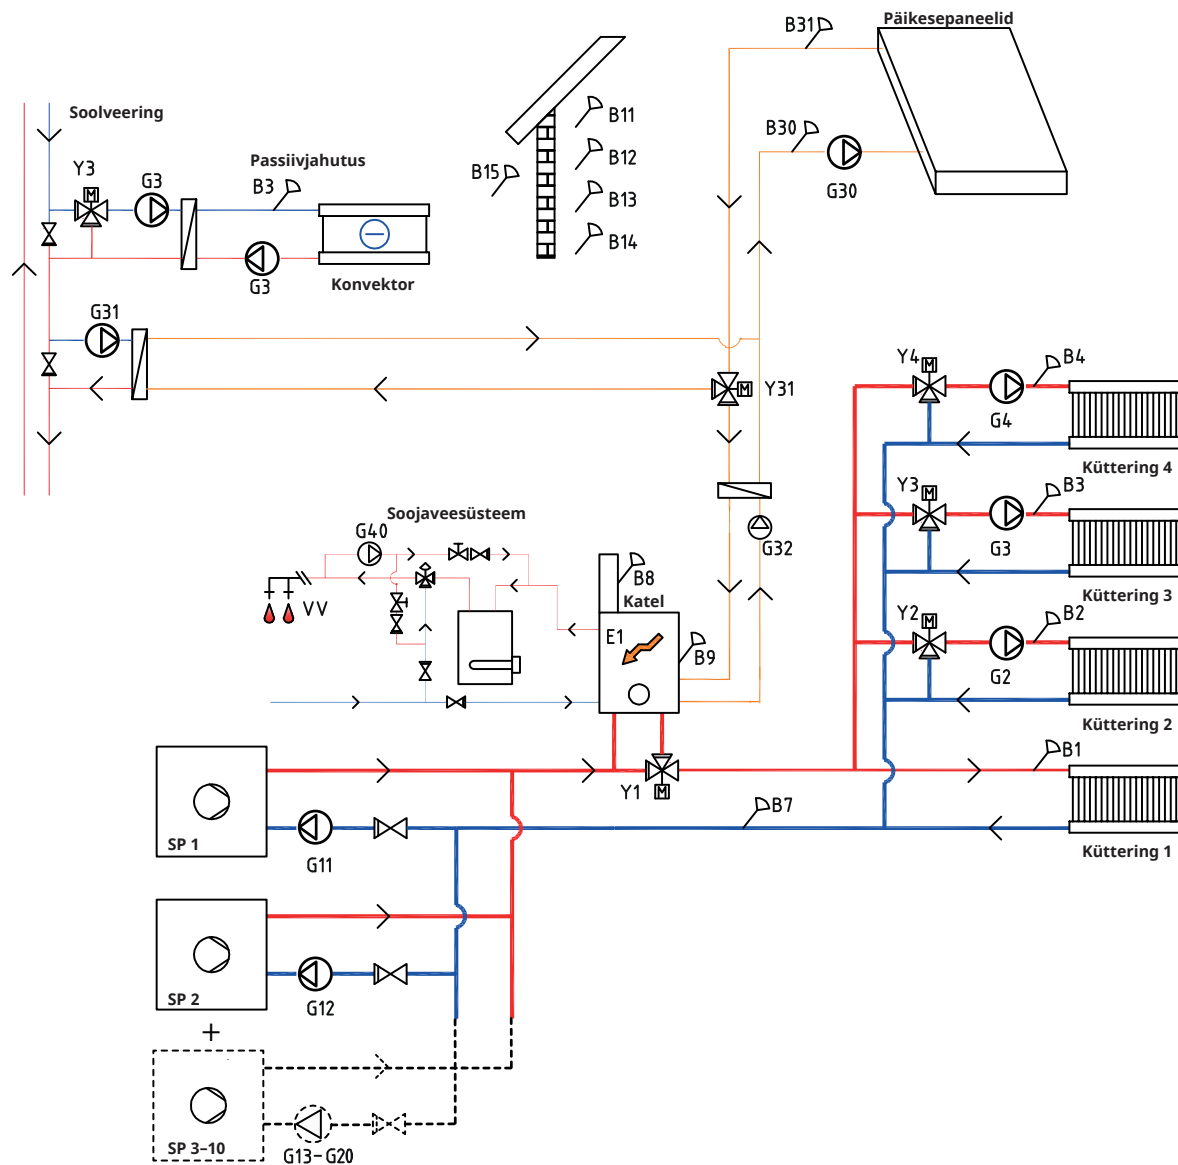 Päikesepaneelid
B31
Soolveering
B11
B30
Passiivjahutus
B12
Y3
G3
B3
B15
G30
B13
B14
G3
Konvektor
G31
Y4
B4
Y31
G4
Küttering 4
Y3
B3
Soojaveesüsteem
G40
G32
G3
B8
Küttering 3
Katel
VV
Y2
B2
E1
B9
G2
Küttering 2
B1
Y1
B7
SP 1
G11
Küttering 1
SP 2
G12
+
SP 3–10
G13-G20
M
M
M
M
M
M